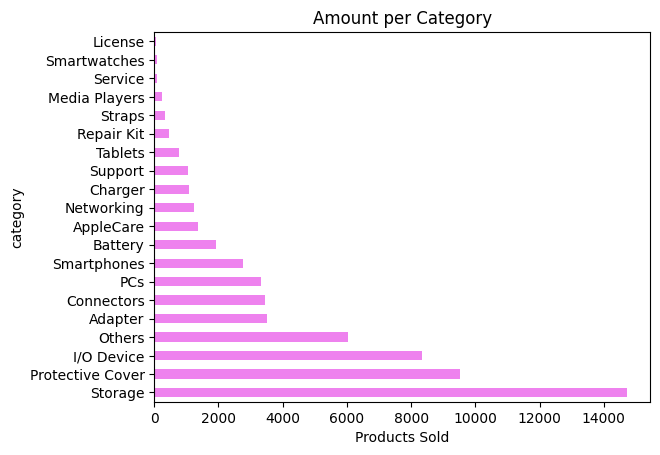 Amount per Category
License
Smartwatches
Service
Media Players
Straps
Repair Kit
Tablets
Support
Charger
Networking
AppleCare
Battery
Smartphones
PCs
Connectors
Adapter
Others
I/O Device
Protective Cover
Storage
category
0 2000 4000 6000 8000 10000 12000 14000
Products Sold